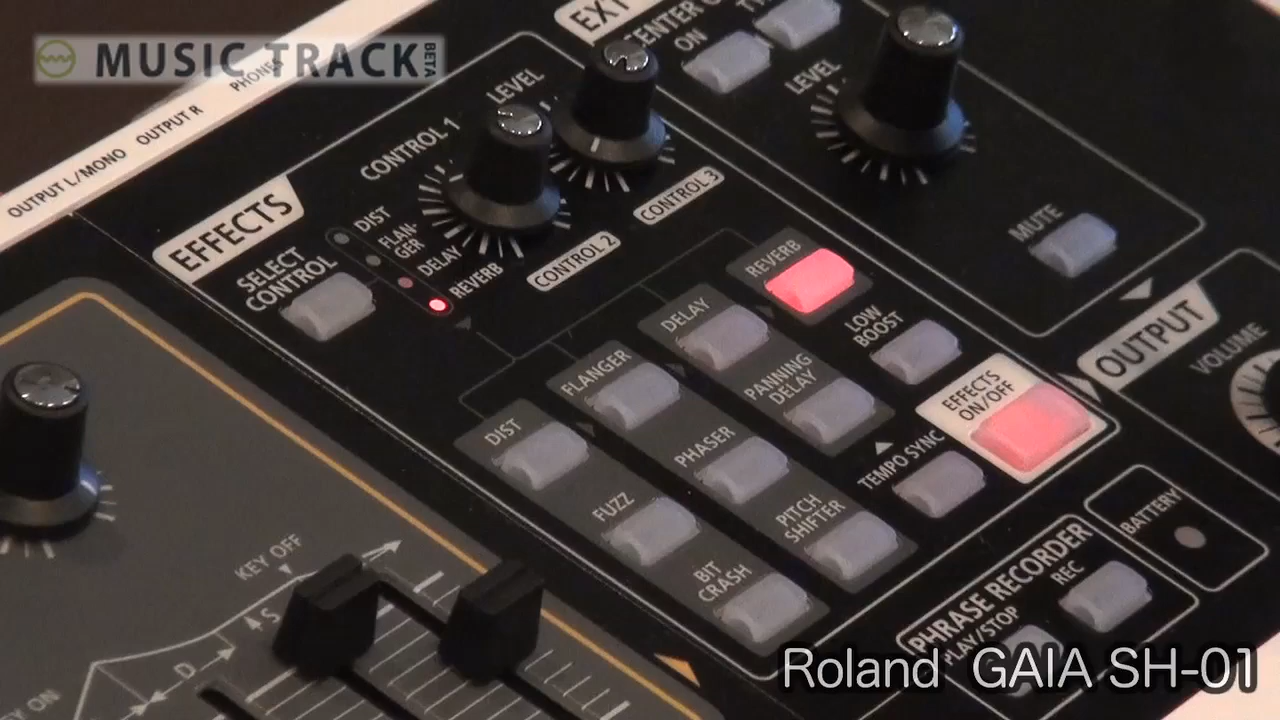 MUSIC TRACK BETA
PHONES
OUTPUT R
OUTPUT L/MONO
EFFECTS
SELECT
CONTROL
DIST
FLAN-
GER
DELAY
REVERB
CONTROL 1
LEVEL
CONTROL 2
CONTROL 3
ON
LEVEL
MUTE
REVERB
LOW
BOOST
DELAY
PANNING
DELAY
TEMPO SYNC
EFFECTS
ON/OFF
OUTPUT
VOLUME
FLANGER
PHASER
PITCH
SHIFTER
DIST
FUZZ
BIT
CRASH
BATTERY
PHRASE RECORDER
PLAY/STOP
REC
KEY OFF
S
D
Roland GAIA SH-01